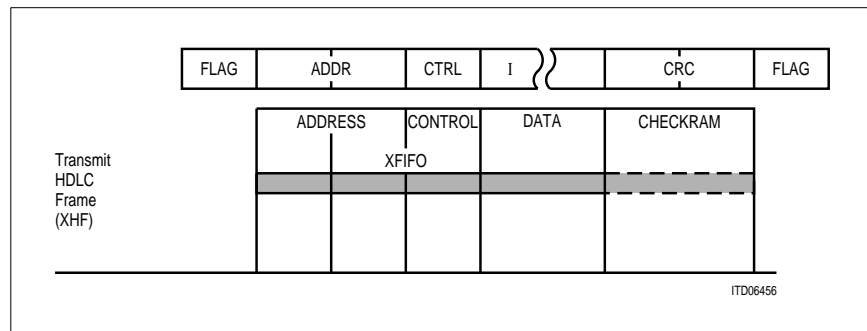 FLAG ADDR CTRL I CRC FLAG
ADDRESS CONTROL DATA CHECKRAM
XFIFO
Transmit
HDLC
Frame
(XHF)
ITD06456